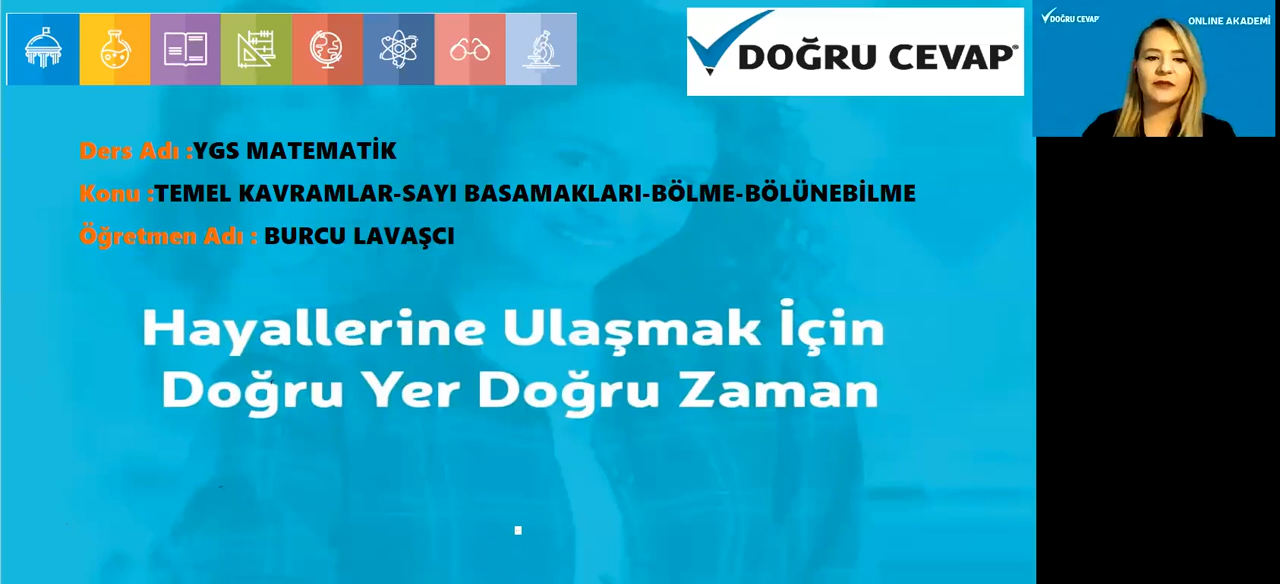 DOĞRU CEVAP
DOĞRU CEVAP
ONLINE AKADEMİ
Ders Adı :YGS MATEMATİK
Konu :TEMEL KAVRAMLAR-SAYI BASAMAKLARI-BÖLME-BÖLÜNEBİLME
Öğretmen Adı : BURCU LAVAŞCI
Hayallerine Ulaşmak İçin
Doğru Yer Doğru Zaman